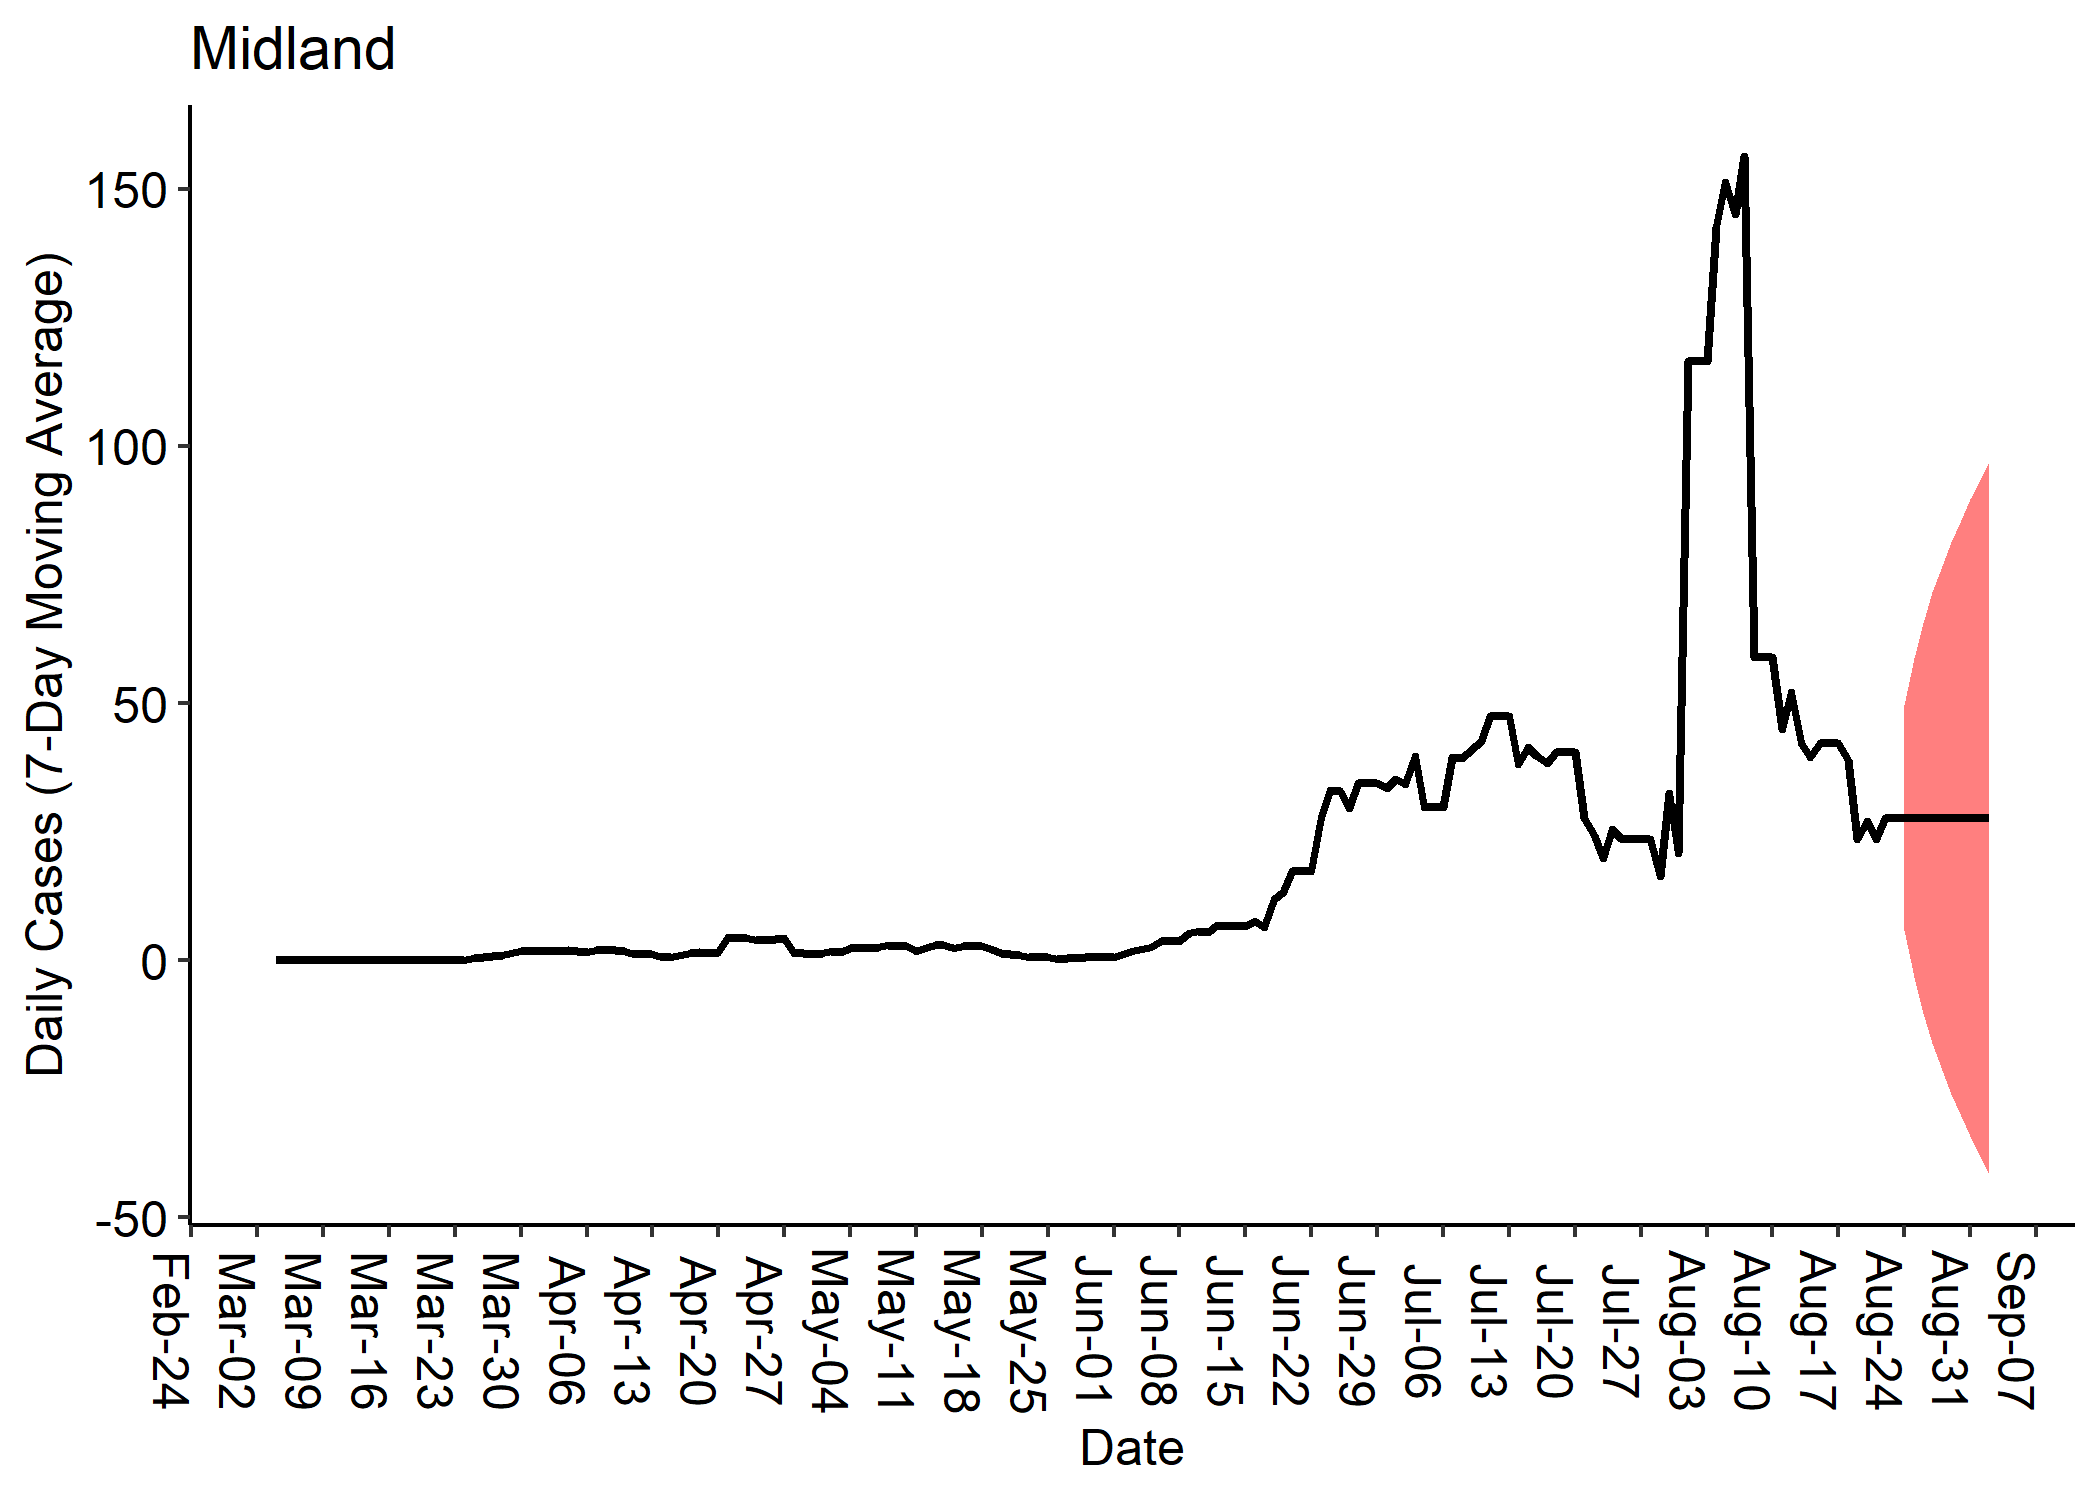 Midland
Daily Cases (7-Day Moving Average)
150
100
50
0
-50
Feb-24
Mar-02
Mar-09
Mar-16
Mar-23
Mar-30
Apr-06
Apr-13
Apr-20
Apr-27
May-04
May-11
May-18
May-25
Jun-01
Jun-08
Jun-15
Jun-22
Jun-29
Jul-06
Jul-13
Jul-20
Jul-27
Aug-03
Aug-10
Aug-17
Aug-24
Aug-31
Sep-07
Date